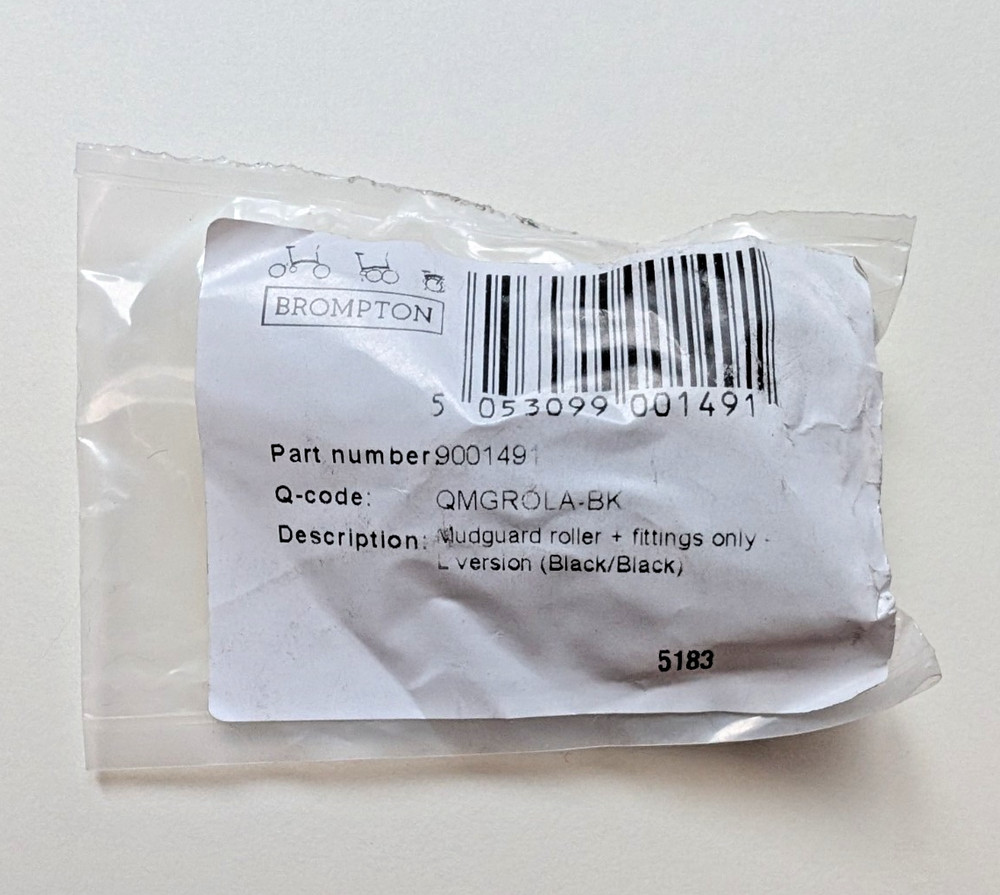 BROMPTON
5 053099 001491
Part number: 9001491
Q-code: QMGROLA-BK
Description: Mudguard roller + fittings only -
L version (Black/Black)
5183